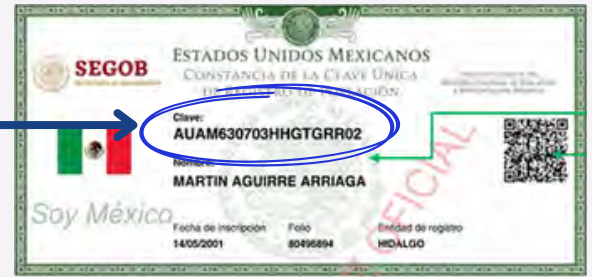 SEGOB
ESTADOS UNIDOS MEXICANOS
CONSTANCIA DE LA CLAVE ÚNICA
DE REGISTRO DE POBLACIÓN
Clave:
AUAM630703HHGTGRR02
Nombre:
MARTIN AGUIRRE ARRIAGA
Soy México
Fecha de inscripción Folio Entidad de registro
14/05/2001 80496894 HIDALGO
OFICIAL